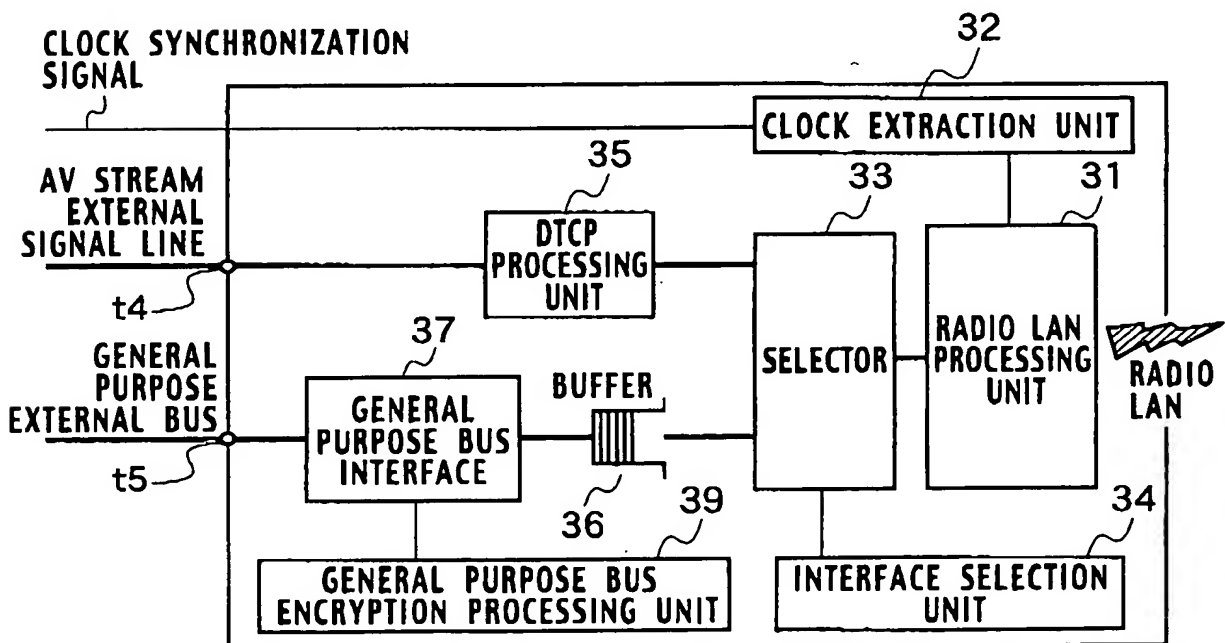 CLOCK SYNCHRONIZATION
SIGNAL
32
CLOCK EXTRACTION UNIT
AV STREAM
EXTERNAL
SIGNAL LINE
t4
35
DTCP
PROCESSING
UNIT
33
SELECTOR
31
RADIO LAN
PROCESSING
UNIT
RADIO
LAN
GENERAL
PURPOSE
EXTERNAL BUS
t5
37
GENERAL
PURPOSE BUS
INTERFACE
BUFFER
36
39
GENERAL PURPOSE BUS
ENCRYPTION PROCESSING UNIT
34
INTERFACE SELECTION
UNIT